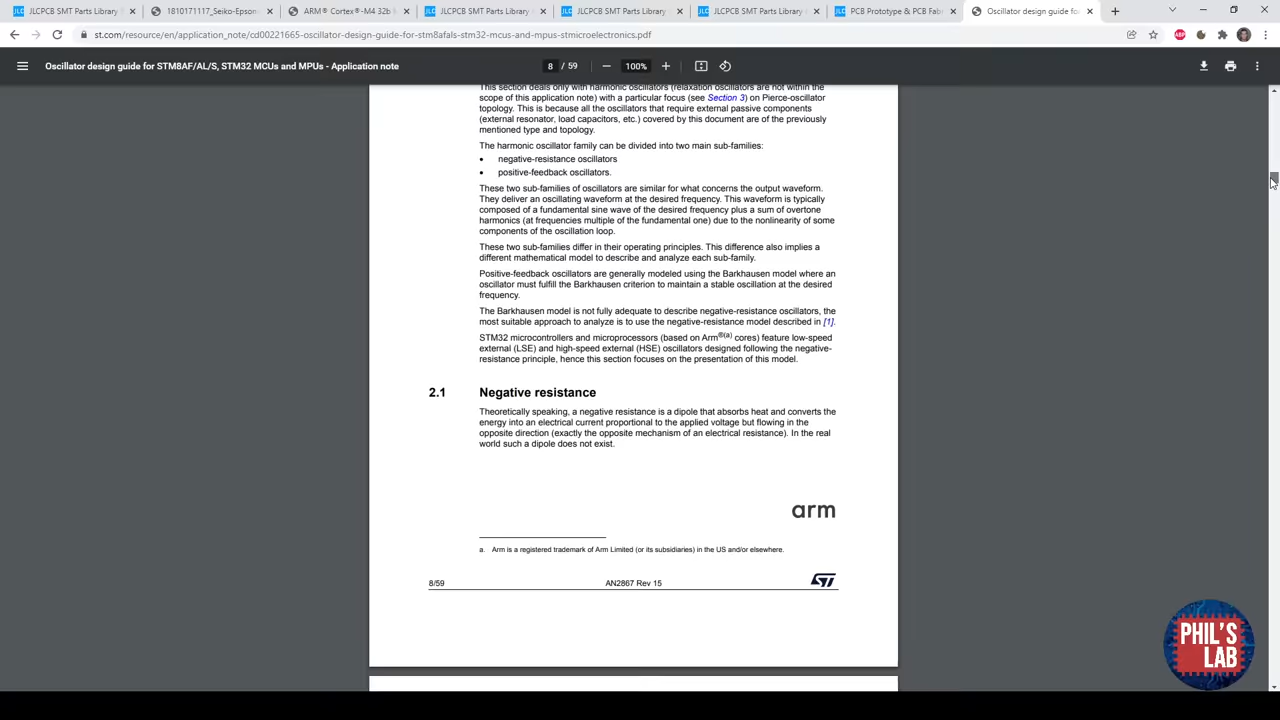 JLCPCB SMT Parts Library
1810171117_Seiko-Epson
ARM® Cortex®-M4 32b
JLCPCB SMT Parts Library
JLCPCB SMT Parts Library
JLCPCB SMT Parts Library
PCB Prototype & PCB Fab
Oscillator design guide fo
st.com/resource/en/application_note/cd00221665-oscillator-design-guide-for-stm8afals-stm32-mcus-and-mpus-stmicroelectronics.pdf
Oscillator design guide for STM8AF/AL/S, STM32 MCUs and MPUs - Application note
8 / 59
100%
This section deals only with harmonic oscillators (relaxation oscillators are not within the
scope of this application note) with a particular focus (see Section 3) on Pierce-oscillator
topology. This is because all the oscillators that require external passive components
(external resonator, load capacitors, etc.) covered by this document are of the previously
mentioned type and topology.
The harmonic oscillator family can be divided into two main sub-families:
• negative-resistance oscillators
• positive-feedback oscillators.
These two sub-families of oscillators are similar for what concerns the output waveform.
They deliver an oscillating waveform at the desired frequency. This waveform is typically
composed of a fundamental sine wave of the desired frequency plus a sum of overtone
harmonics (at frequencies multiple of the fundamental one) due to the nonlinearity of some
components of the oscillation loop.
These two sub-families differ in their operating principles. This difference also implies a
different mathematical model to describe and analyze each sub-family.
Positive-feedback oscillators are generally modeled using the Barkhausen model where an
oscillator must fulfill the Barkhausen criterion to maintain a stable oscillation at the desired
frequency.
The Barkhausen model is not fully adequate to describe negative-resistance oscillators, the
most suitable approach to analyze is to use the negative-resistance model described in [1].
STM32 microcontrollers and microprocessors (based on Arm®(a) cores) feature low-speed
external (LSE) and high-speed external (HSE) oscillators designed following the negative-
resistance principle, hence this section focuses on the presentation of this model.
2.1 Negative resistance
Theoretically speaking, a negative resistance is a dipole that absorbs heat and converts the
energy into an electrical current proportional to the applied voltage but flowing in the
opposite direction (exactly the opposite mechanism of an electrical resistance). In the real
world such a dipole does not exist.
arm
a. Arm is a registered trademark of Arm Limited (or its subsidiaries) in the US and/or elsewhere.
8/59
AN2867 Rev 15
ST
PHIL'S
LAB